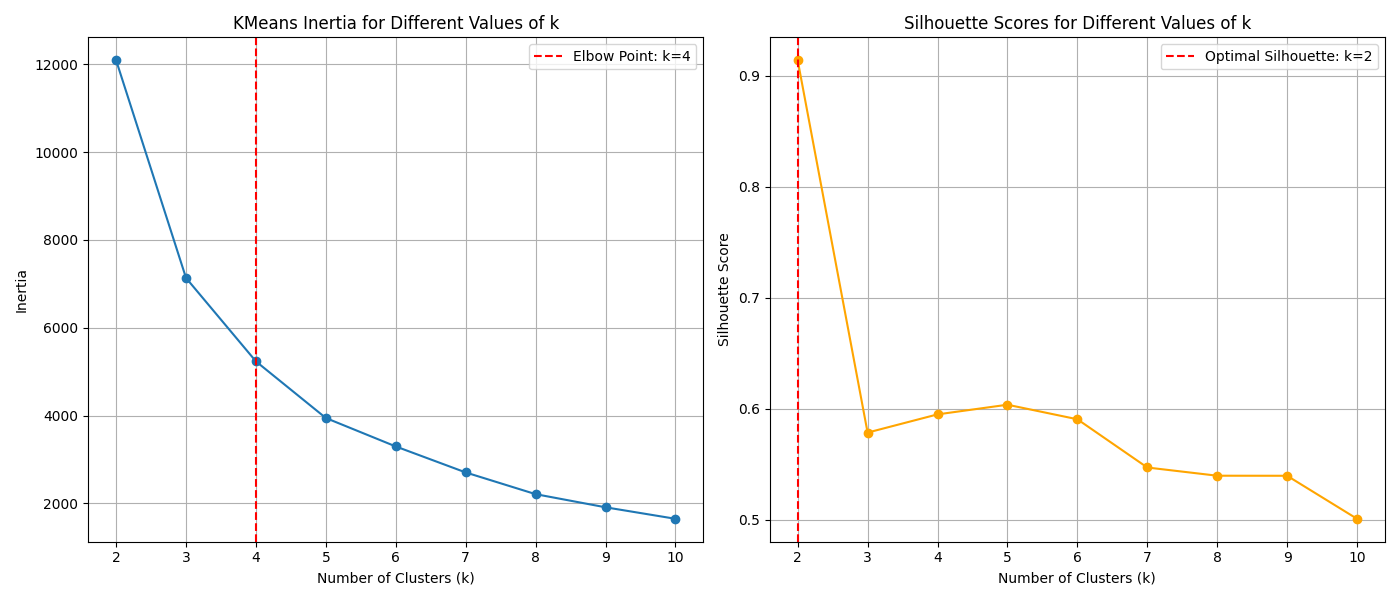 KMeans Inertia for Different Values of k
Elbow Point: k=4
12000
10000
8000
6000
4000
2000
Inertia
2 3 4 5 6 7 8 9 10
Number of Clusters (k)
Silhouette Scores for Different Values of k
Optimal Silhouette: k=2
0.9
0.8
0.7
0.6
0.5
Silhouette Score
2 3 4 5 6 7 8 9 10
Number of Clusters (k)